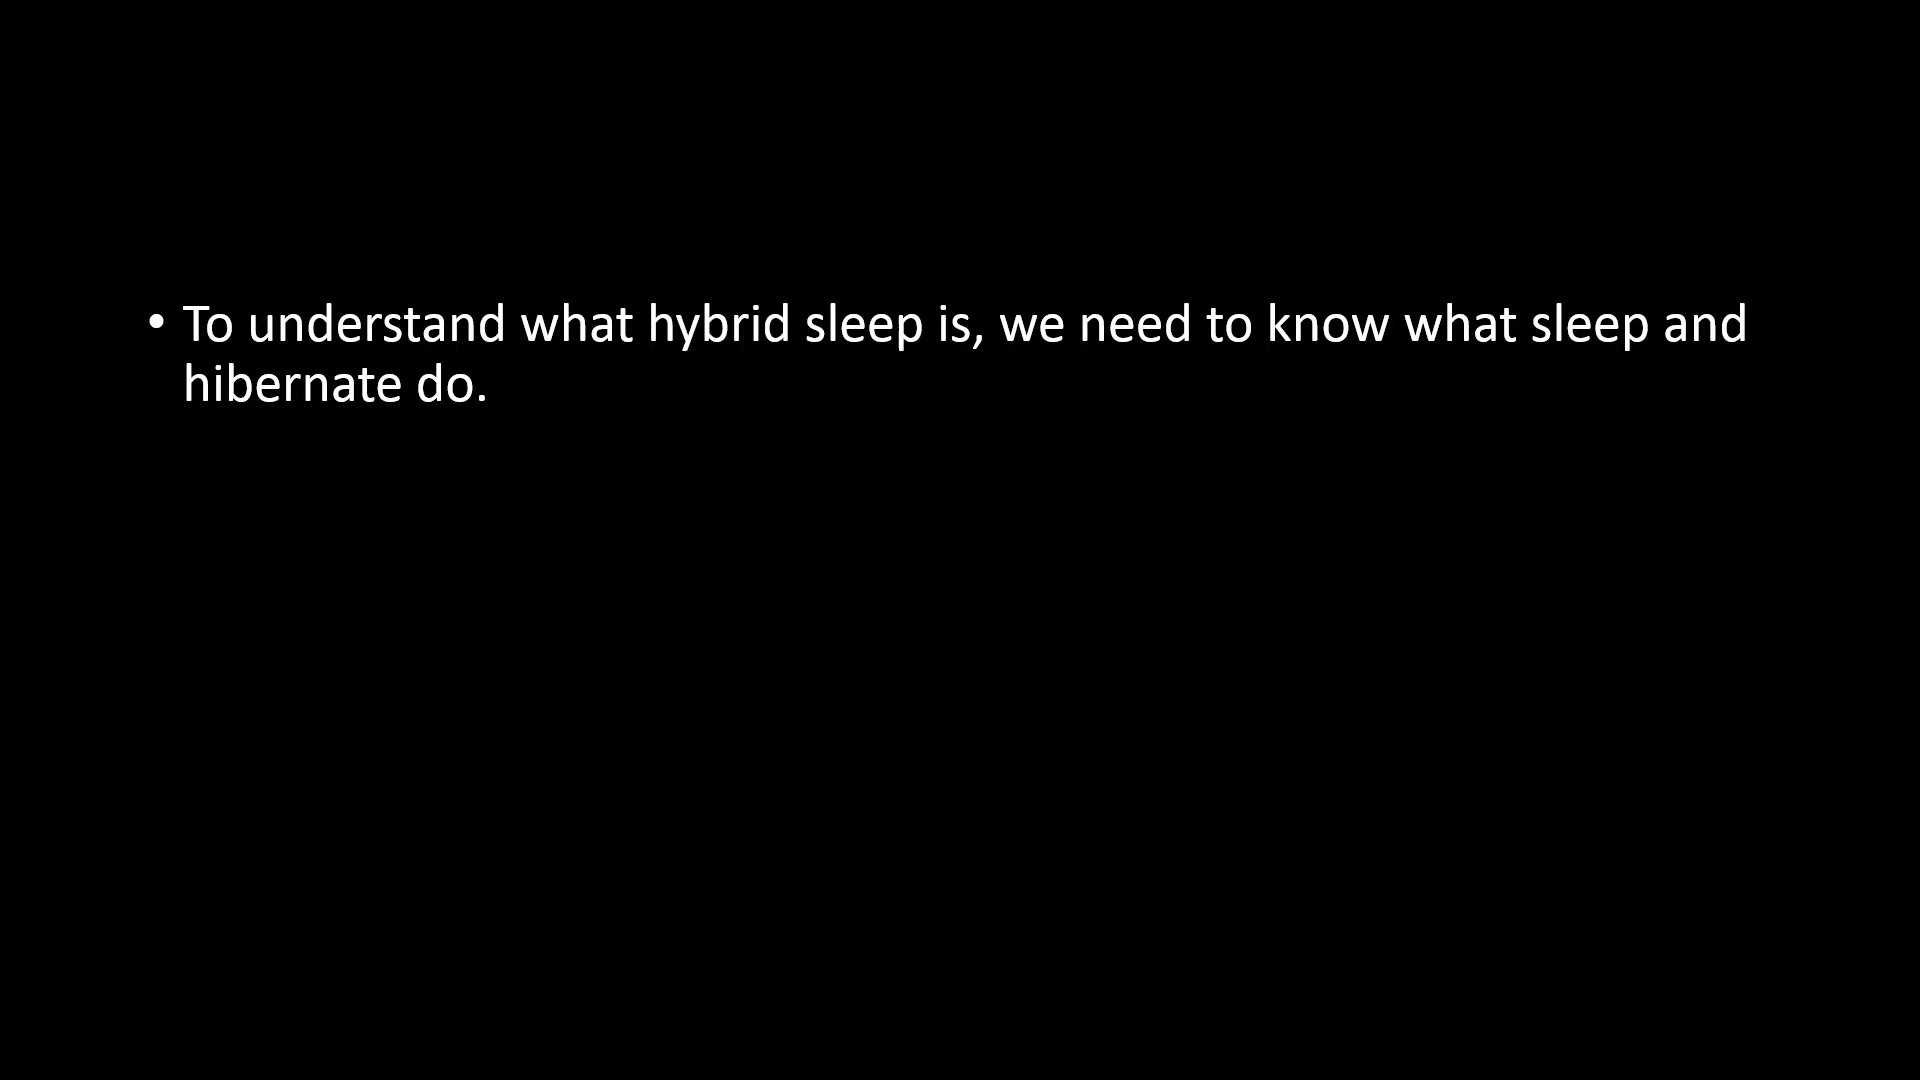 • To understand what hybrid sleep is, we need to know what sleep and
hibernate do.